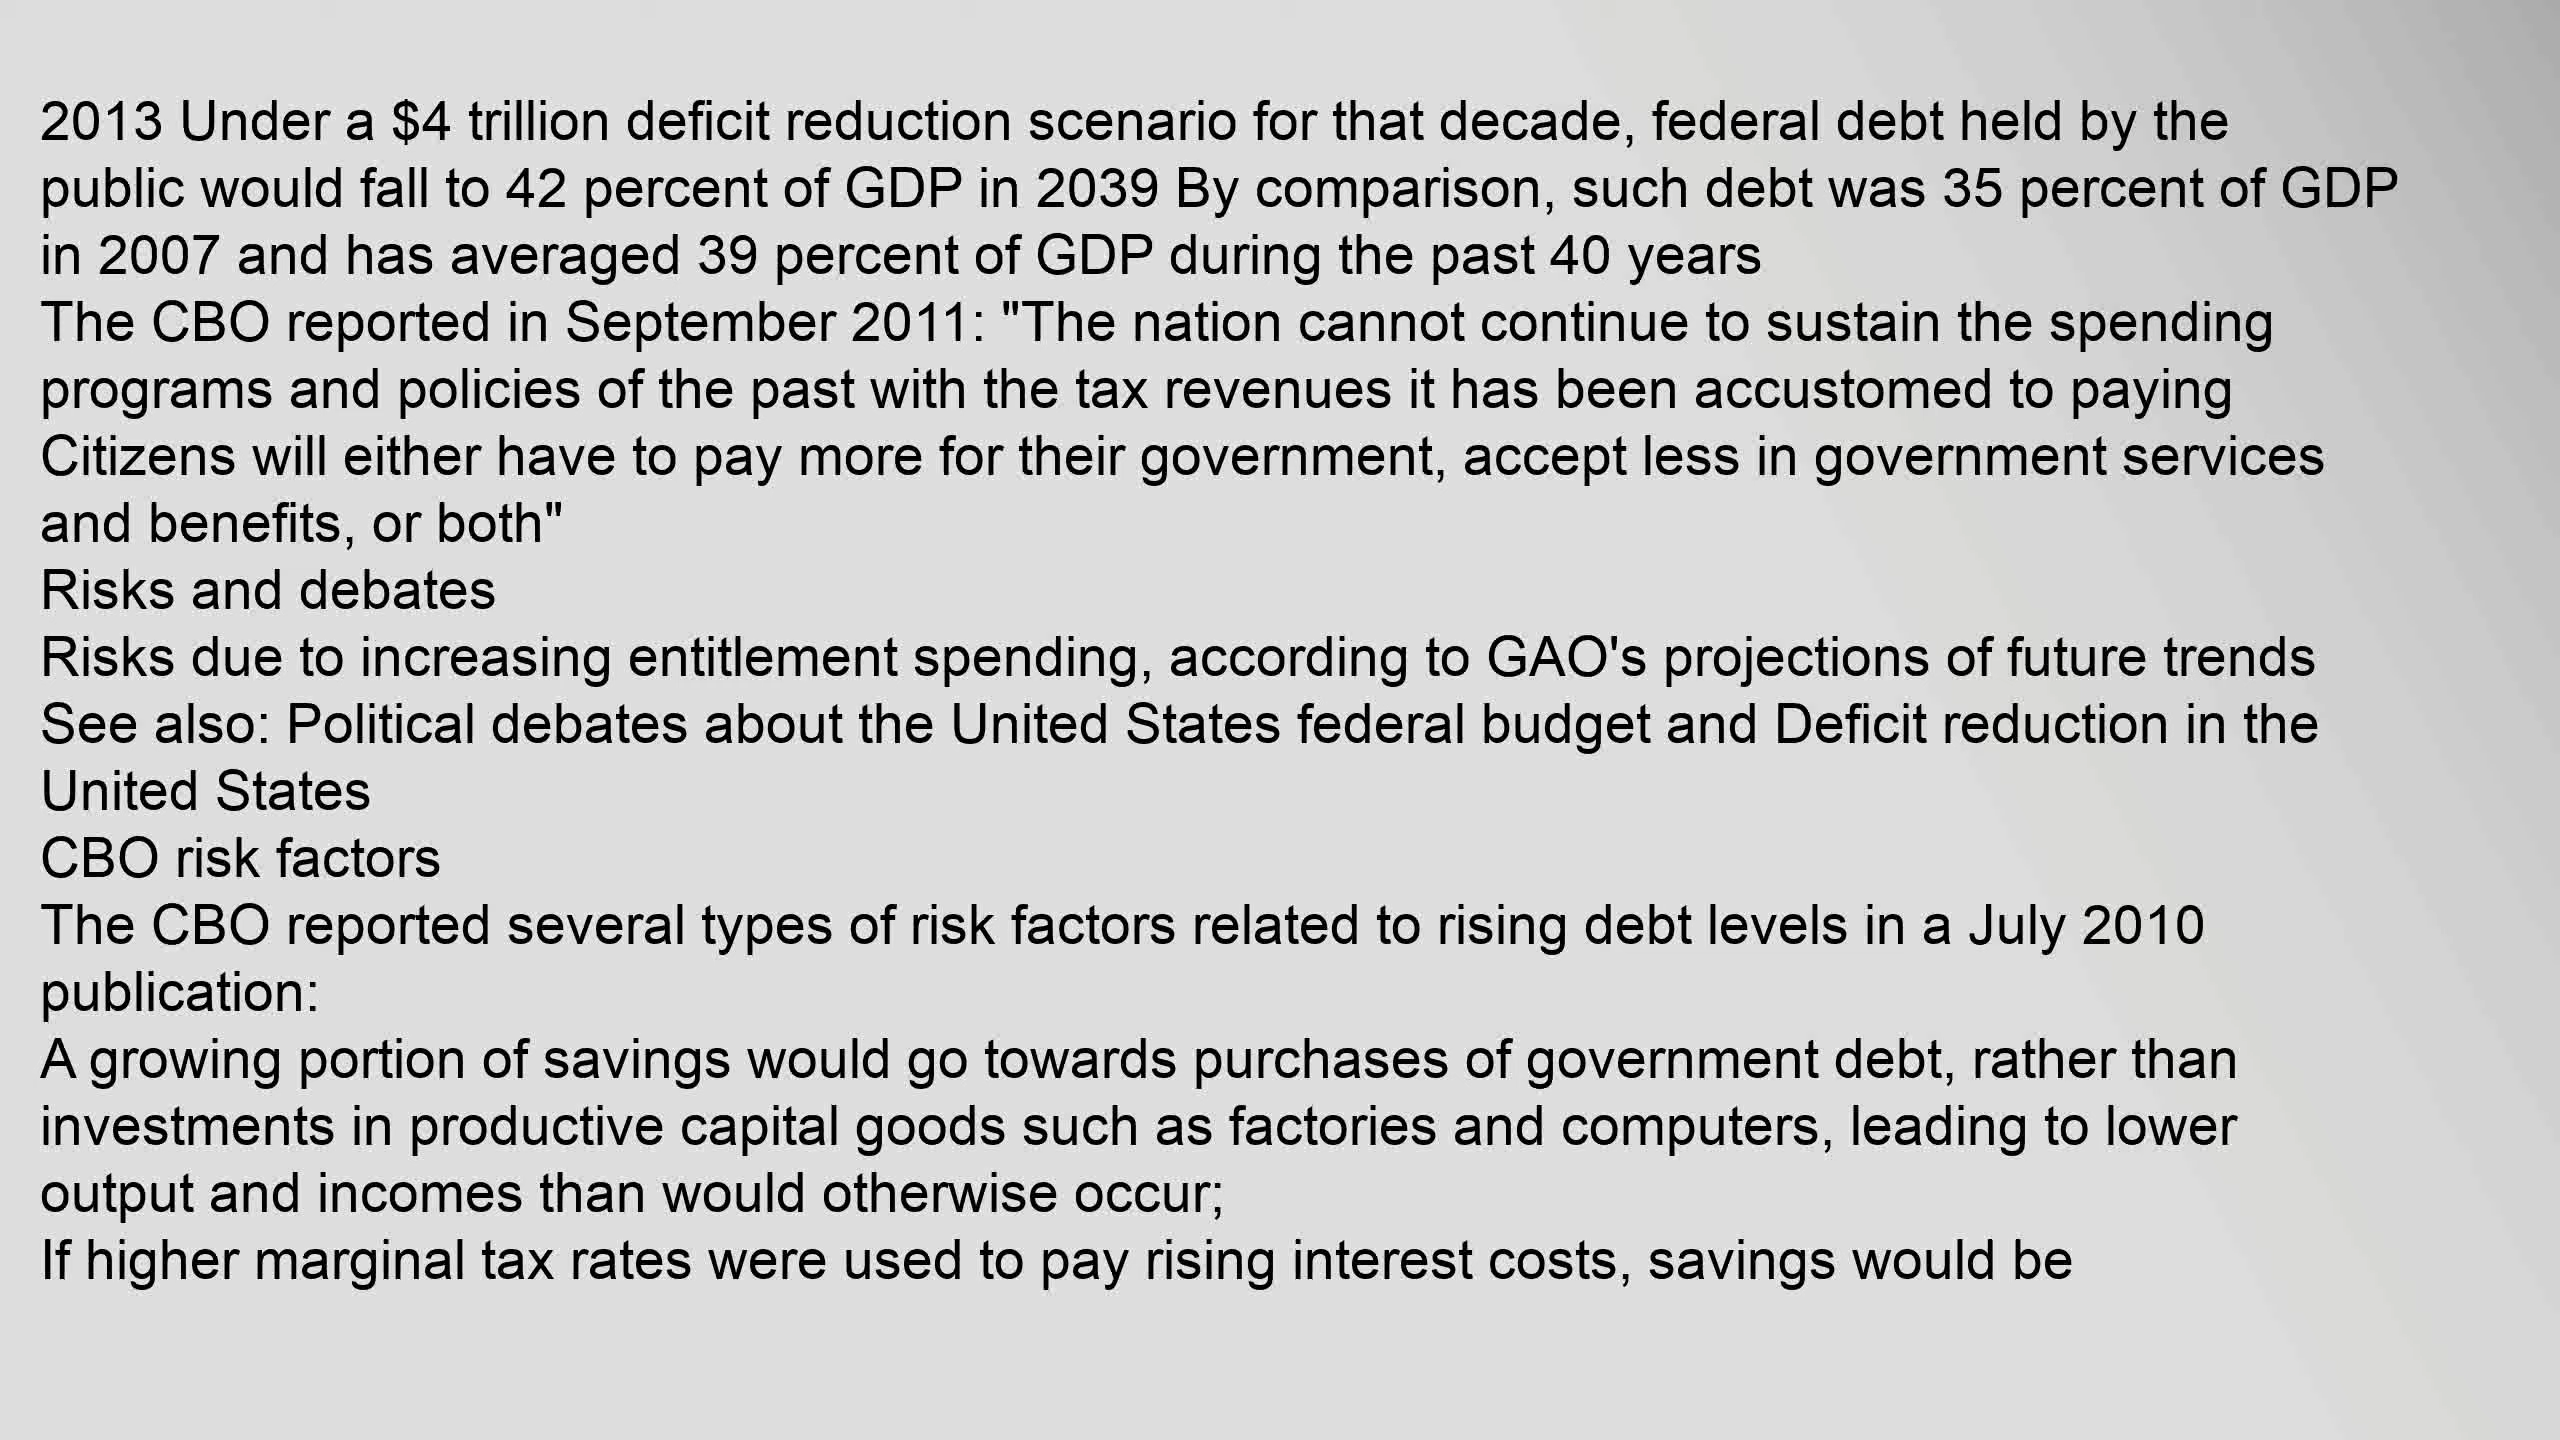 2013 Under a $4 trillion deficit reduction scenario for that decade, federal debt held by the
public would fall to 42 percent of GDP in 2039 By comparison, such debt was 35 percent of GDP
in 2007 and has averaged 39 percent of GDP during the past 40 years
The CBO reported in September 2011: "The nation cannot continue to sustain the spending
programs and policies of the past with the tax revenues it has been accustomed to paying
Citizens will either have to pay more for their government, accept less in government services
and benefits, or both"
Risks and debates
Risks due to increasing entitlement spending, according to GAO's projections of future trends
See also: Political debates about the United States federal budget and Deficit reduction in the
United States
CBO risk factors
The CBO reported several types of risk factors related to rising debt levels in a July 2010
publication:
A growing portion of savings would go towards purchases of government debt, rather than
investments in productive capital goods such as factories and computers, leading to lower
output and incomes than would otherwise occur;
If higher marginal tax rates were used to pay rising interest costs, savings would be